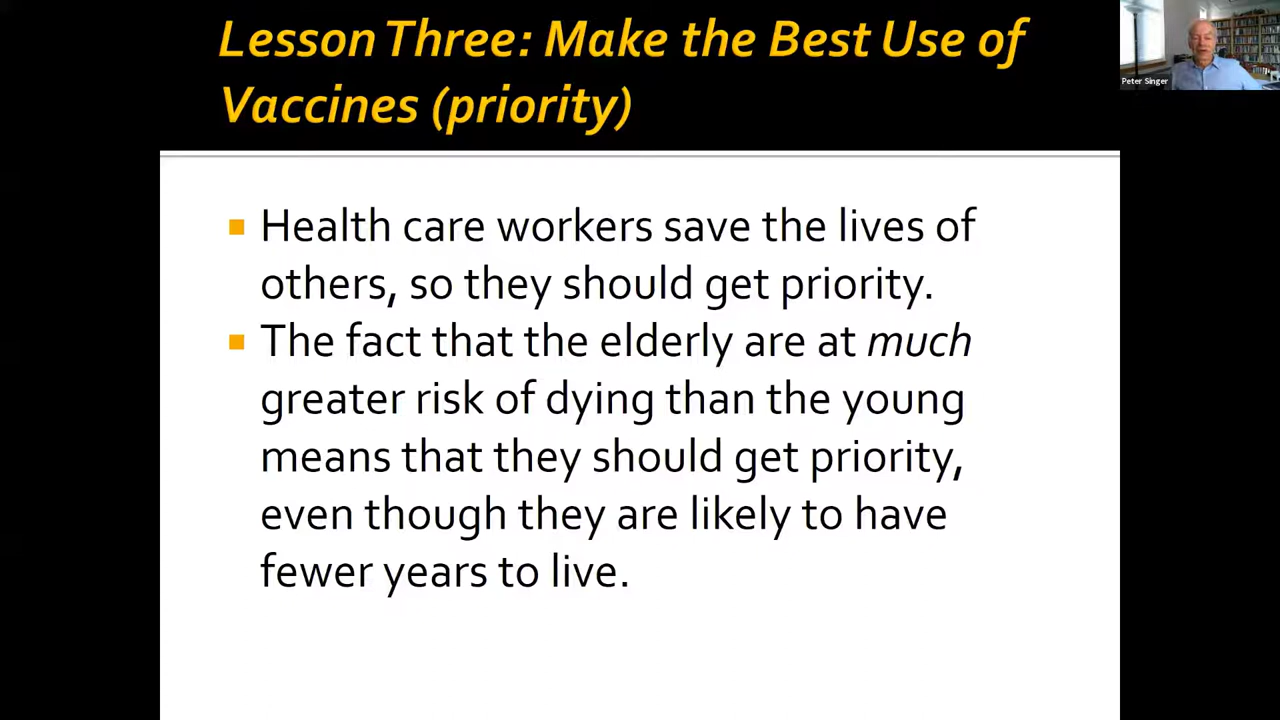 Lesson Three: Make the Best Use of
Vaccines (priority)
Peter Singer
Health care workers save the lives of
others, so they should get priority.
The fact that the elderly are at much
greater risk of dying than the young
means that they should get priority,
even though they are likely to have
fewer years to live.